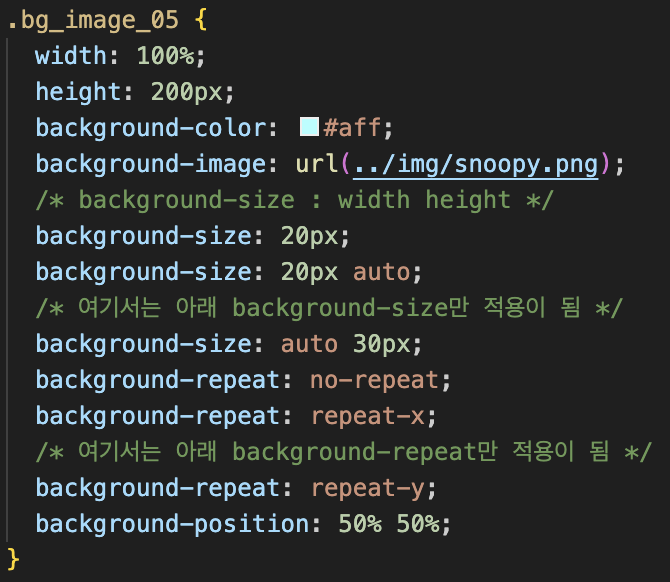 .bg_image_05 {
width: 100%;
height: 200px;
background-color: #aff;
background-image: url(../img/snoopy.png);
/* background-size : width height */
background-size: 20px;
background-size: 20px auto;
/* 여기서는 아래 background-size만 적용이 됨 */
background-size: auto 30px;
background-repeat: no-repeat;
background-repeat: repeat-x;
/* 여기서는 아래 background-repeat만 적용이 됨 */
background-repeat: repeat-y;
background-position: 50% 50%;
}